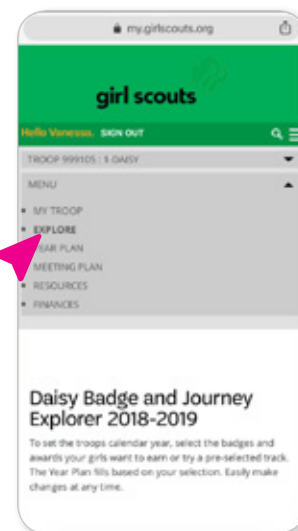 my.girlscouts.org
girl scouts
Hello Vanessa. SIGN OUT
TROOP 999105 : 1-DAISY
MENU
MY TROOP
EXPLORE
YEAR PLAN
MEETING PLAN
RESOURCES
FINANCES
Daisy Badge and Journey
Explorer 2018-2019
To set the troops calendar year, select the badges and
awards your girls want to earn or try a pre-selected track.
The Year Plan fills based on your selection. Easily make
changes at any time.